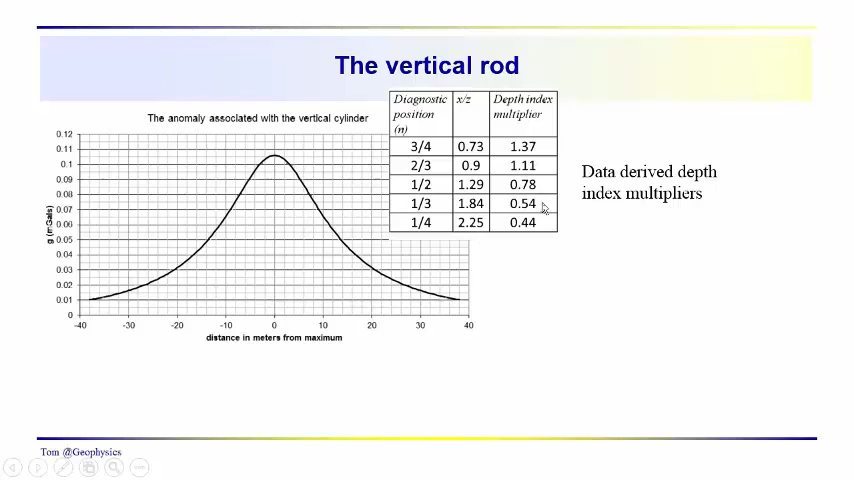 The vertical rod
The anomaly associated with the vertical cylinder
0.12
0.11
0.1
0.09
0.08
0.07
0.06
0.05
0.04
0.03
0.02
0.01
0
g (mGals)
-40 -30 -20 -10 0 10 20 30 40
distance in meters from maximum
Diagnostic position (n) x/z Depth index multiplier
3/4 0.73 1.37
2/3 0.9 1.11
1/2 1.29 0.78
1/3 1.84 0.54
1/4 2.25 0.44
Data derived depth
index multipliers
Tom @Geophysics